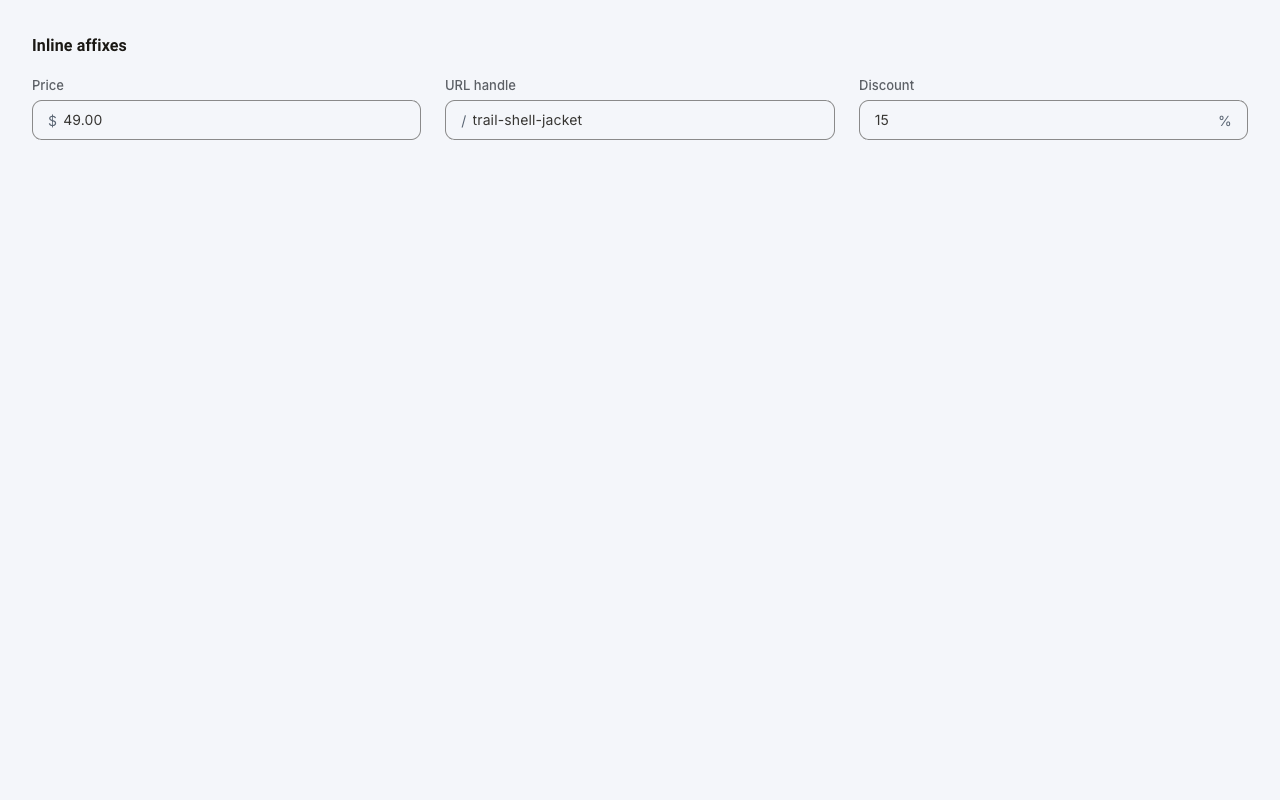 Inline affixes
Price
$ 49.00
URL handle
/ trail-shell-jacket
Discount
15 %